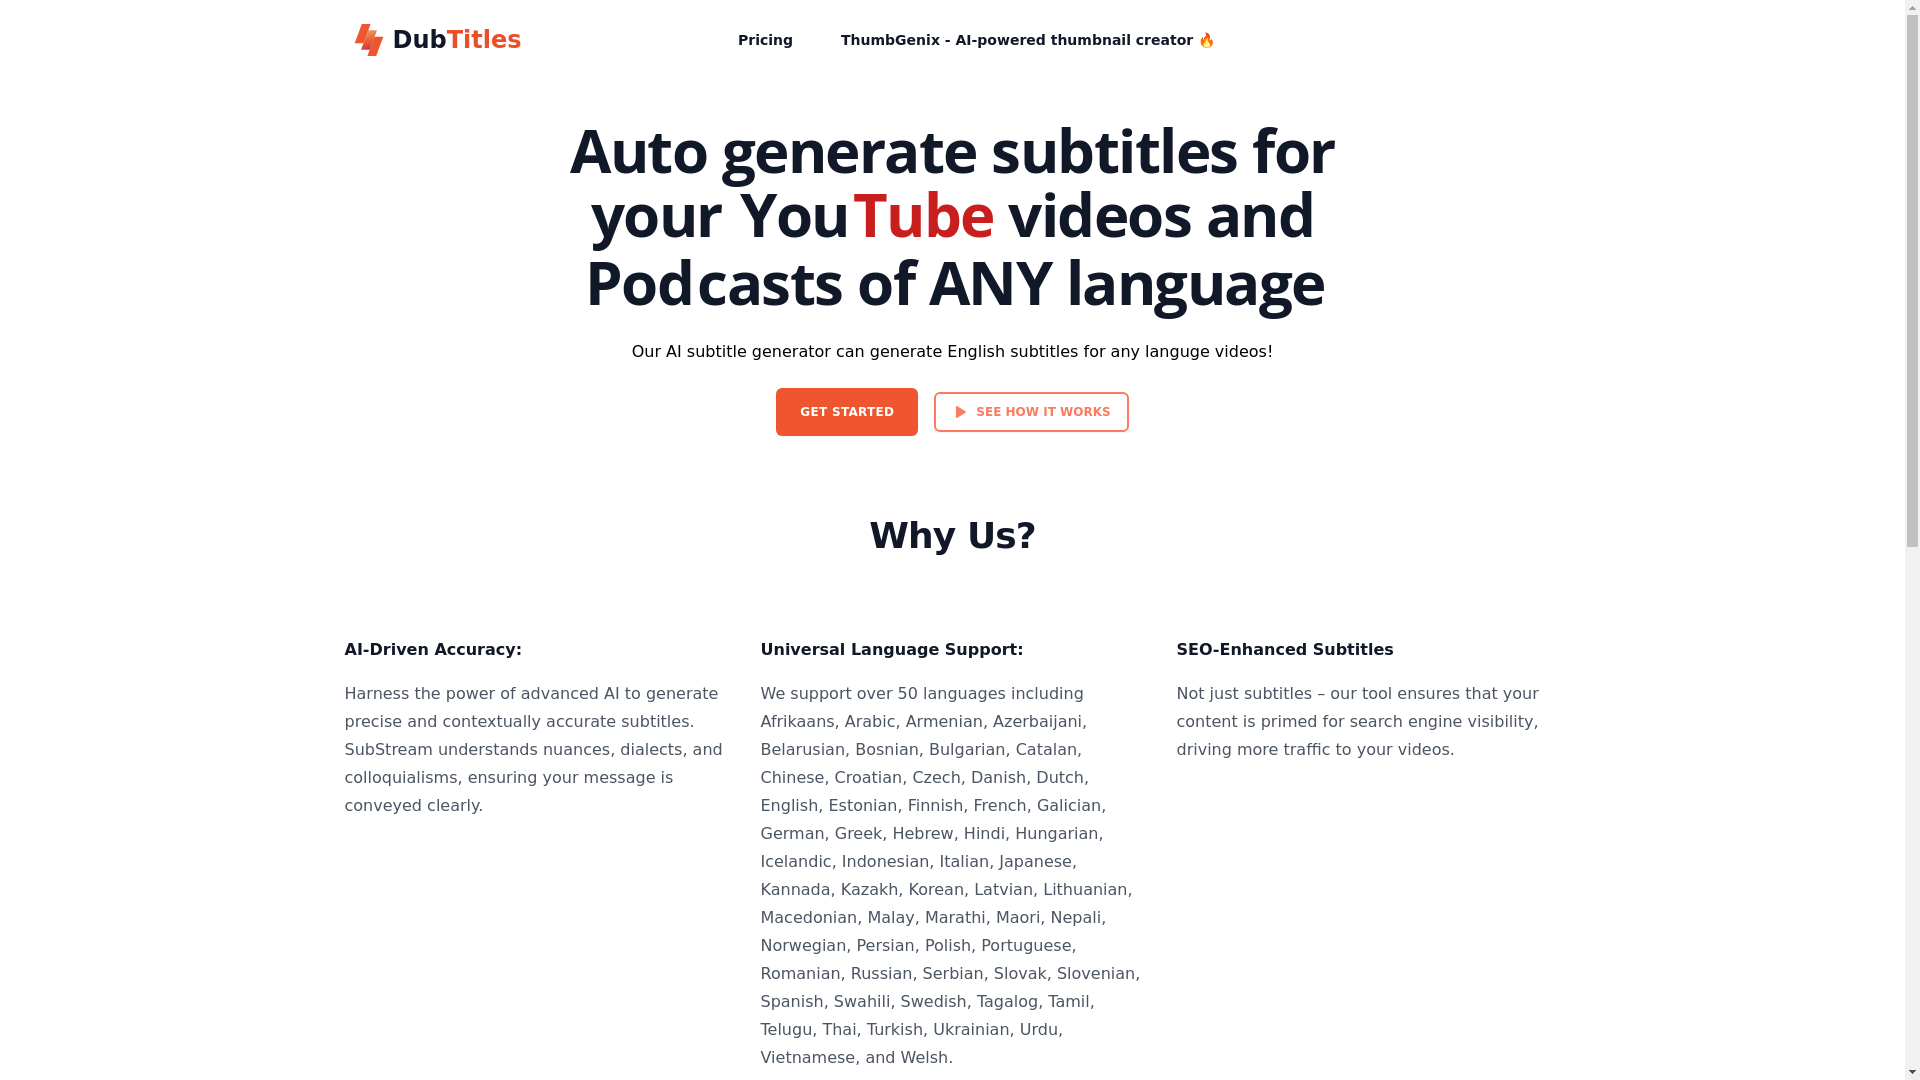 DubTitles
Pricing
ThumbGenix - AI-powered thumbnail creator 🔥
Auto generate subtitles for
your YouTube videos and
Podcasts of ANY language
Our AI subtitle generator can generate English subtitles for any languge videos!
GET STARTED
SEE HOW IT WORKS
Why Us?
AI-Driven Accuracy:
Harness the power of advanced AI to generate
precise and contextually accurate subtitles.
SubStream understands nuances, dialects, and
colloquialisms, ensuring your message is
conveyed clearly.
Universal Language Support:
We support over 50 languages including
Afrikaans, Arabic, Armenian, Azerbaijani,
Belarusian, Bosnian, Bulgarian, Catalan,
Chinese, Croatian, Czech, Danish, Dutch,
English, Estonian, Finnish, French, Galician,
German, Greek, Hebrew, Hindi, Hungarian,
Icelandic, Indonesian, Italian, Japanese,
Kannada, Kazakh, Korean, Latvian, Lithuanian,
Macedonian, Malay, Marathi, Maori, Nepali,
Norwegian, Persian, Polish, Portuguese,
Romanian, Russian, Serbian, Slovak, Slovenian,
Spanish, Swahili, Swedish, Tagalog, Tamil,
Telugu, Thai, Turkish, Ukrainian, Urdu,
Vietnamese, and Welsh.
SEO-Enhanced Subtitles
Not just subtitles – our tool ensures that your
content is primed for search engine visibility,
driving more traffic to your videos.